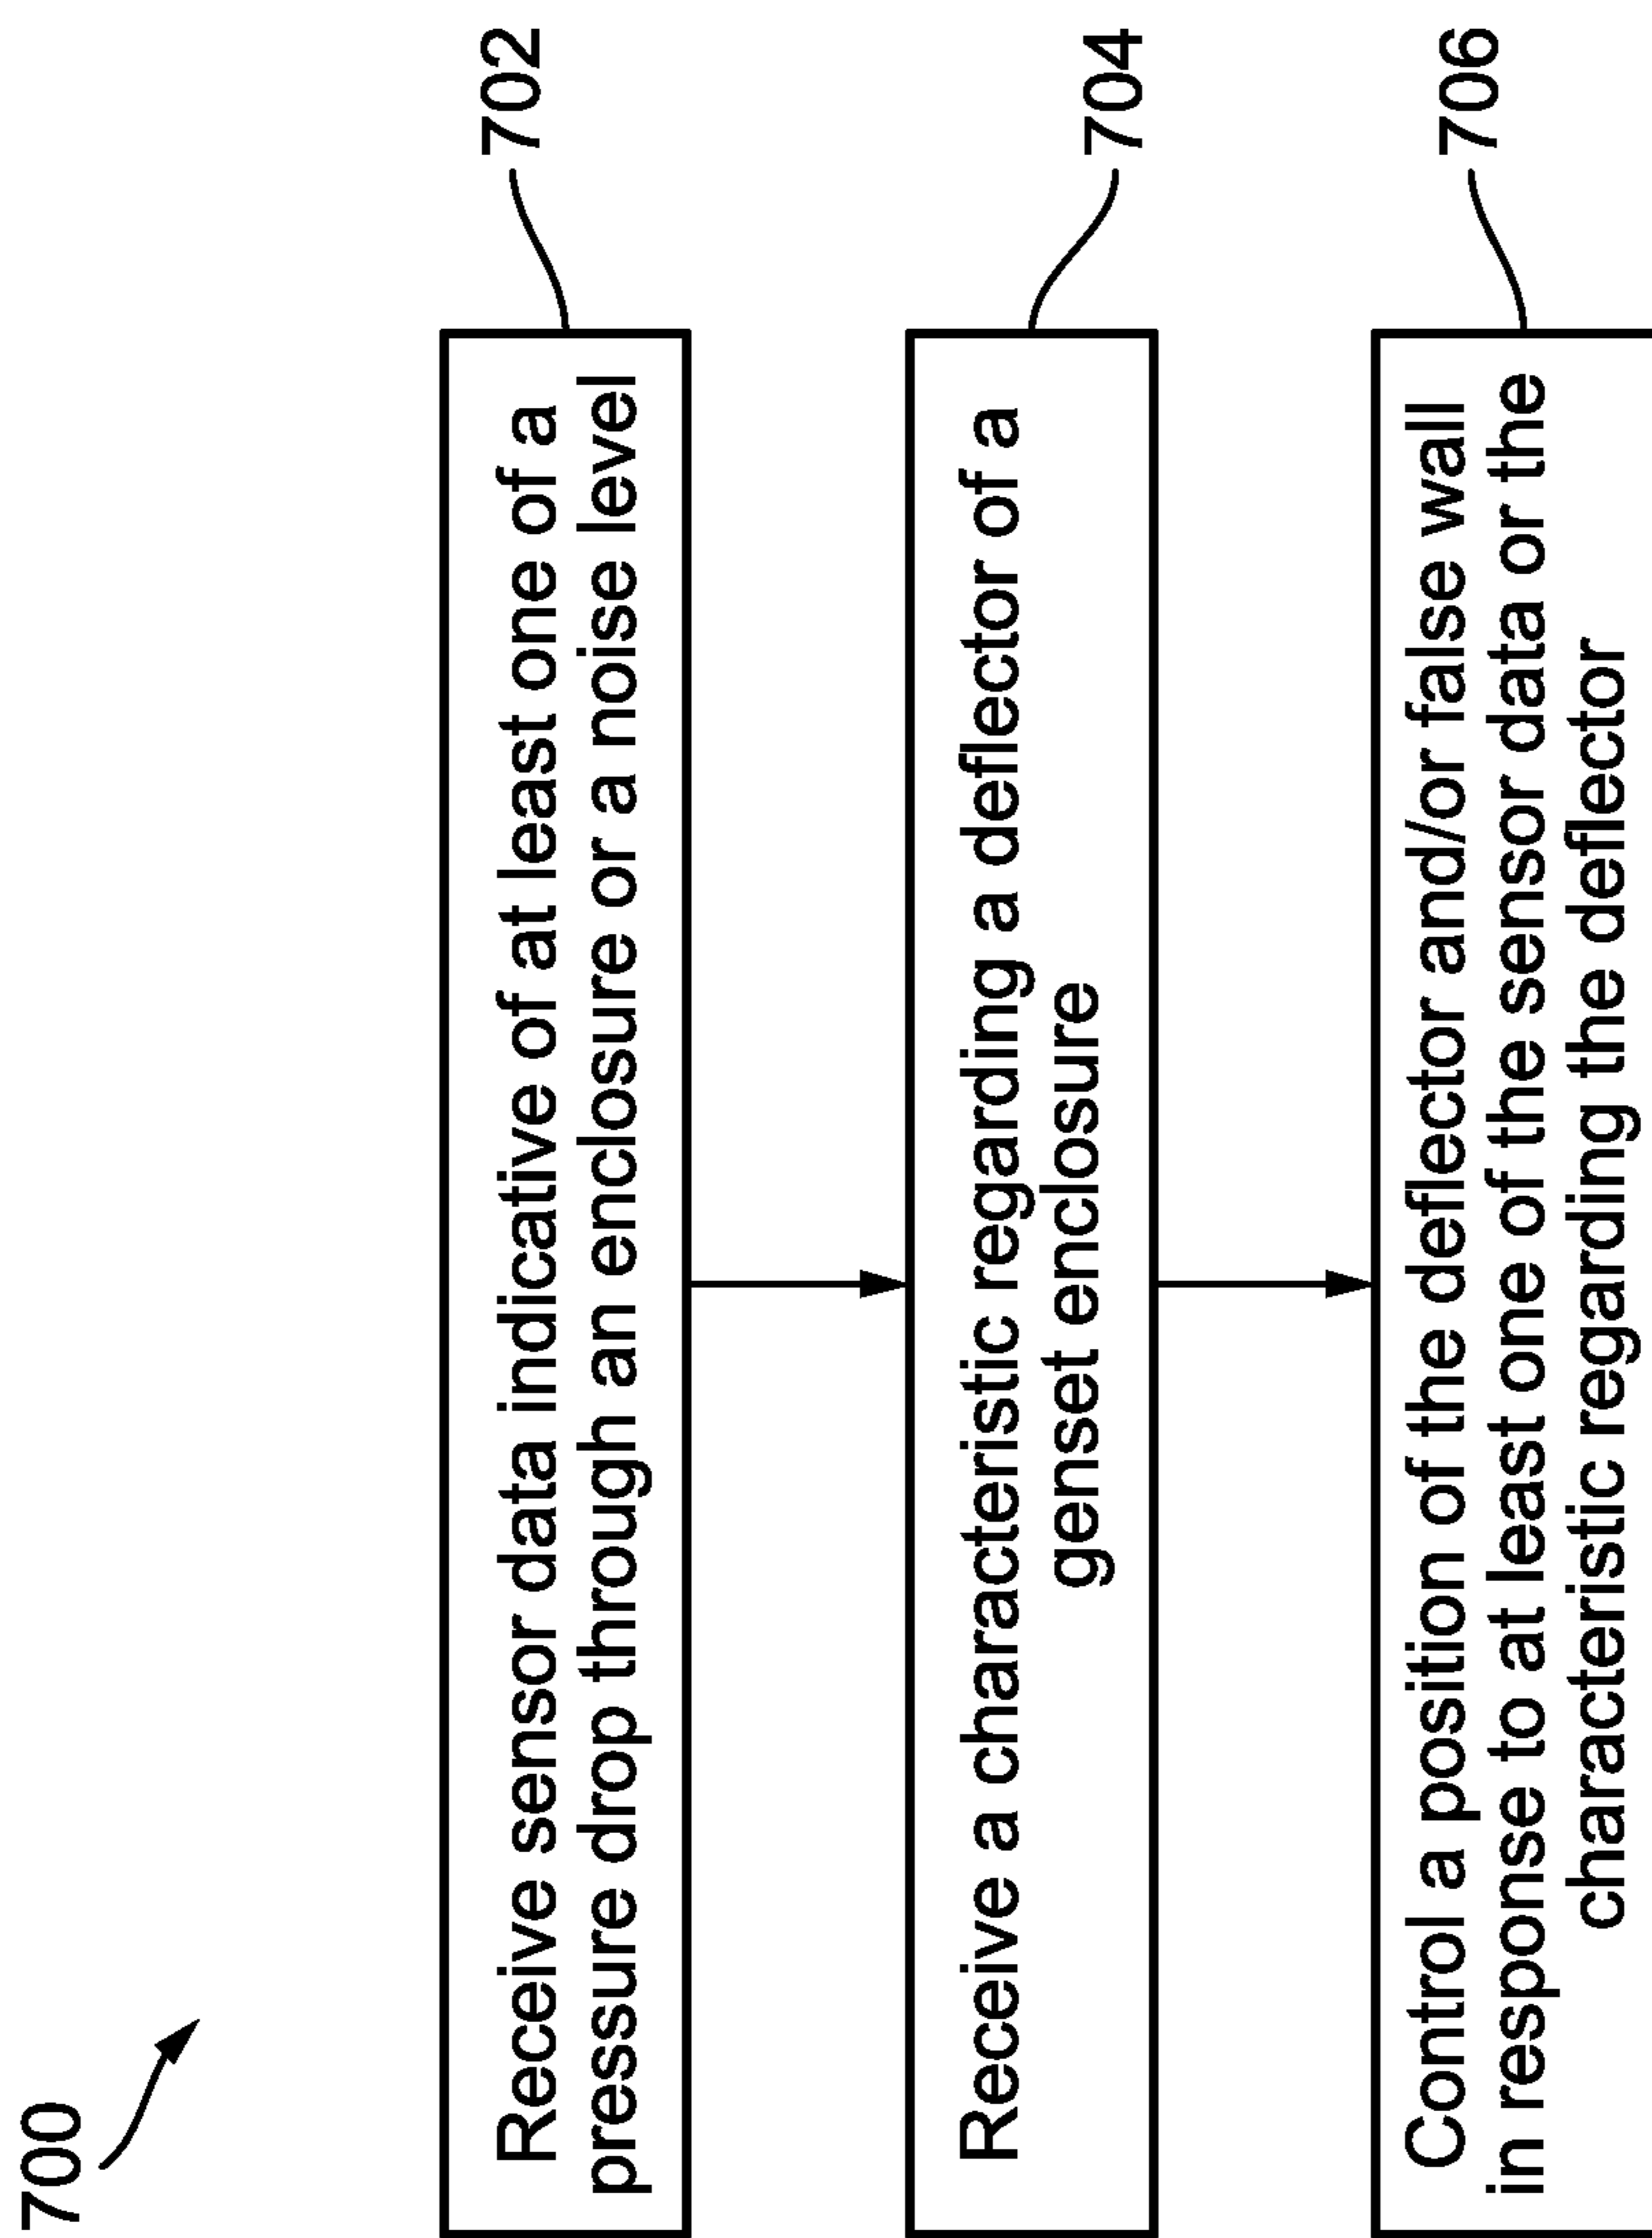 700
Receive sensor data indicative of at least one of a
pressure drop through an enclosure or a noise level
702
Receive a characteristic regarding a deflector of a
genset enclosure
704
Control a position of the deflector and/or false wall
in response to at least one of the sensor data or the
characteristic regarding the deflector
706